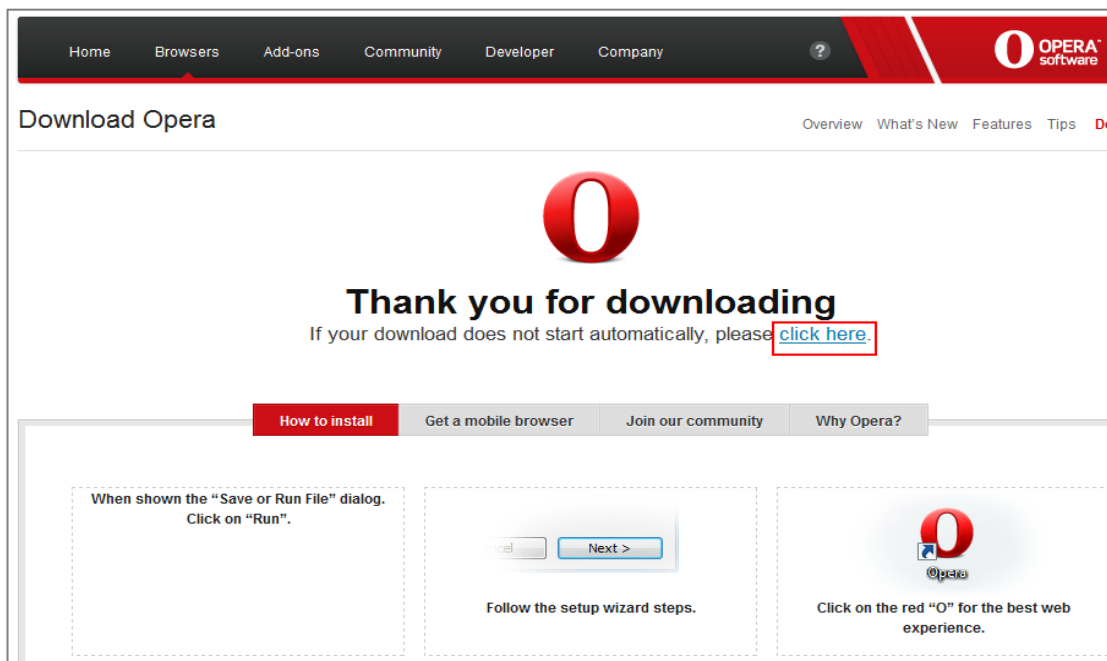 Home Browsers Add-ons Community Developer Company ?
OPERA
software
Download Opera
Overview What's New Features Tips
Thank you for downloading
If your download does not start automatically, please click here.
How to install Get a mobile browser Join our community Why Opera?
When shown the “Save or Run File” dialog.
Click on “Run”.
Next >
Follow the setup wizard steps.
Opera
Click on the red “O” for the best web
experience.